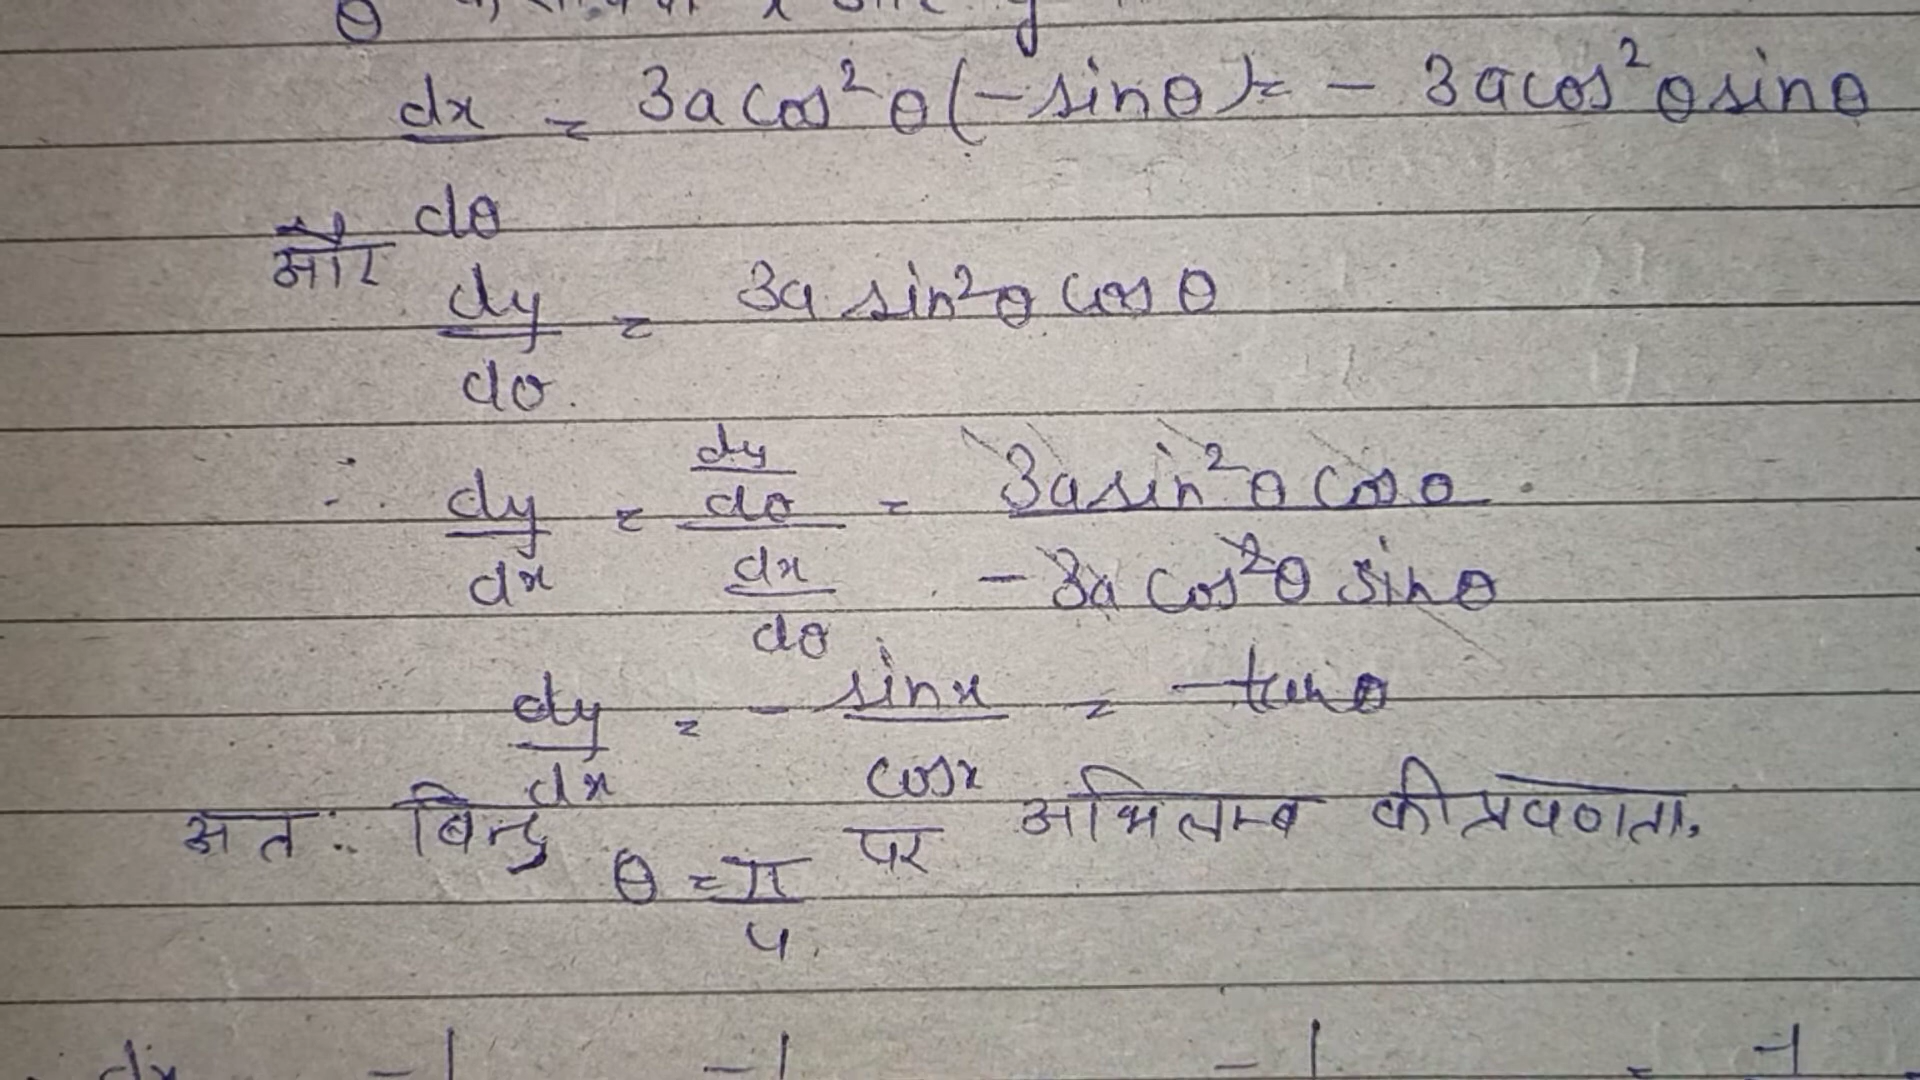 θ
dx/dθ = 3a cos²θ(-sinθ) = - 3a cos²θ sinθ
और dy/dθ = 3a sin²θ cosθ
∴ dy/dx = (dy/dθ)/(dx/dθ) = 3a sin²θ cosθ / - 3a cos²θ sinθ
dy/dx = - sinx/cosx = - tanθ
अतः बिन्दु θ = π/4 पर अभिलम्ब की प्रवणता,